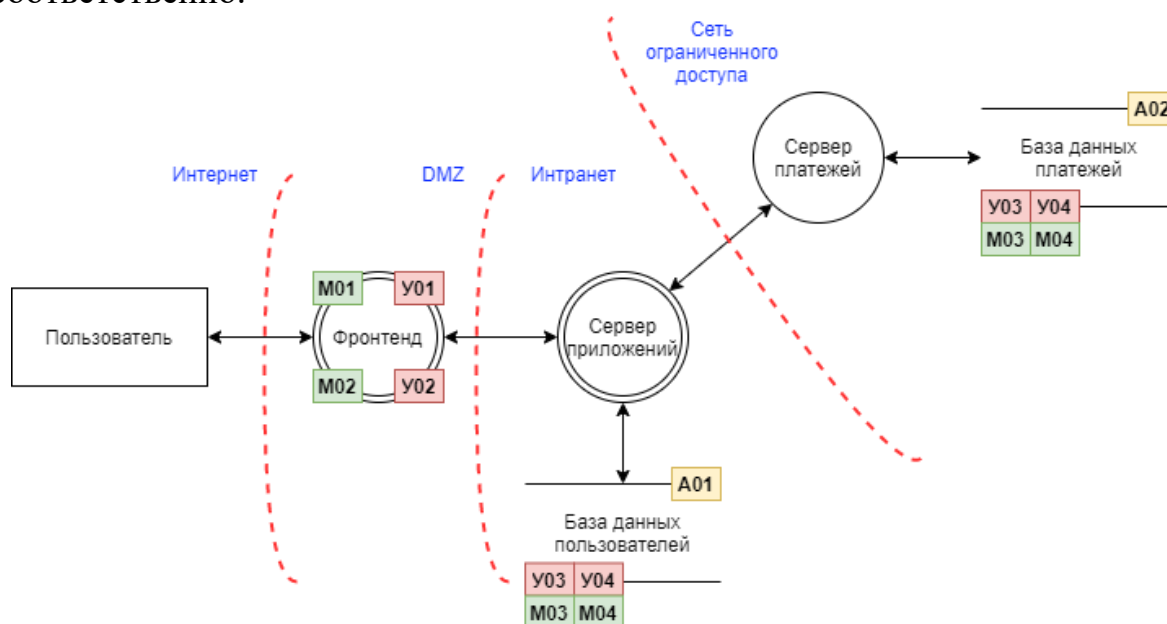 соответственно.
Сеть
ограниченного
доступа
А02
Сервер
платежей
База данных
платежей
У03 У04
М03 М04
Интернет
DMZ
Интранет
М01 У01
Пользователь
Фронтенд
М02 У02
Сервер
приложений
А01
База данных
пользователей
У03 У04
М03 М04